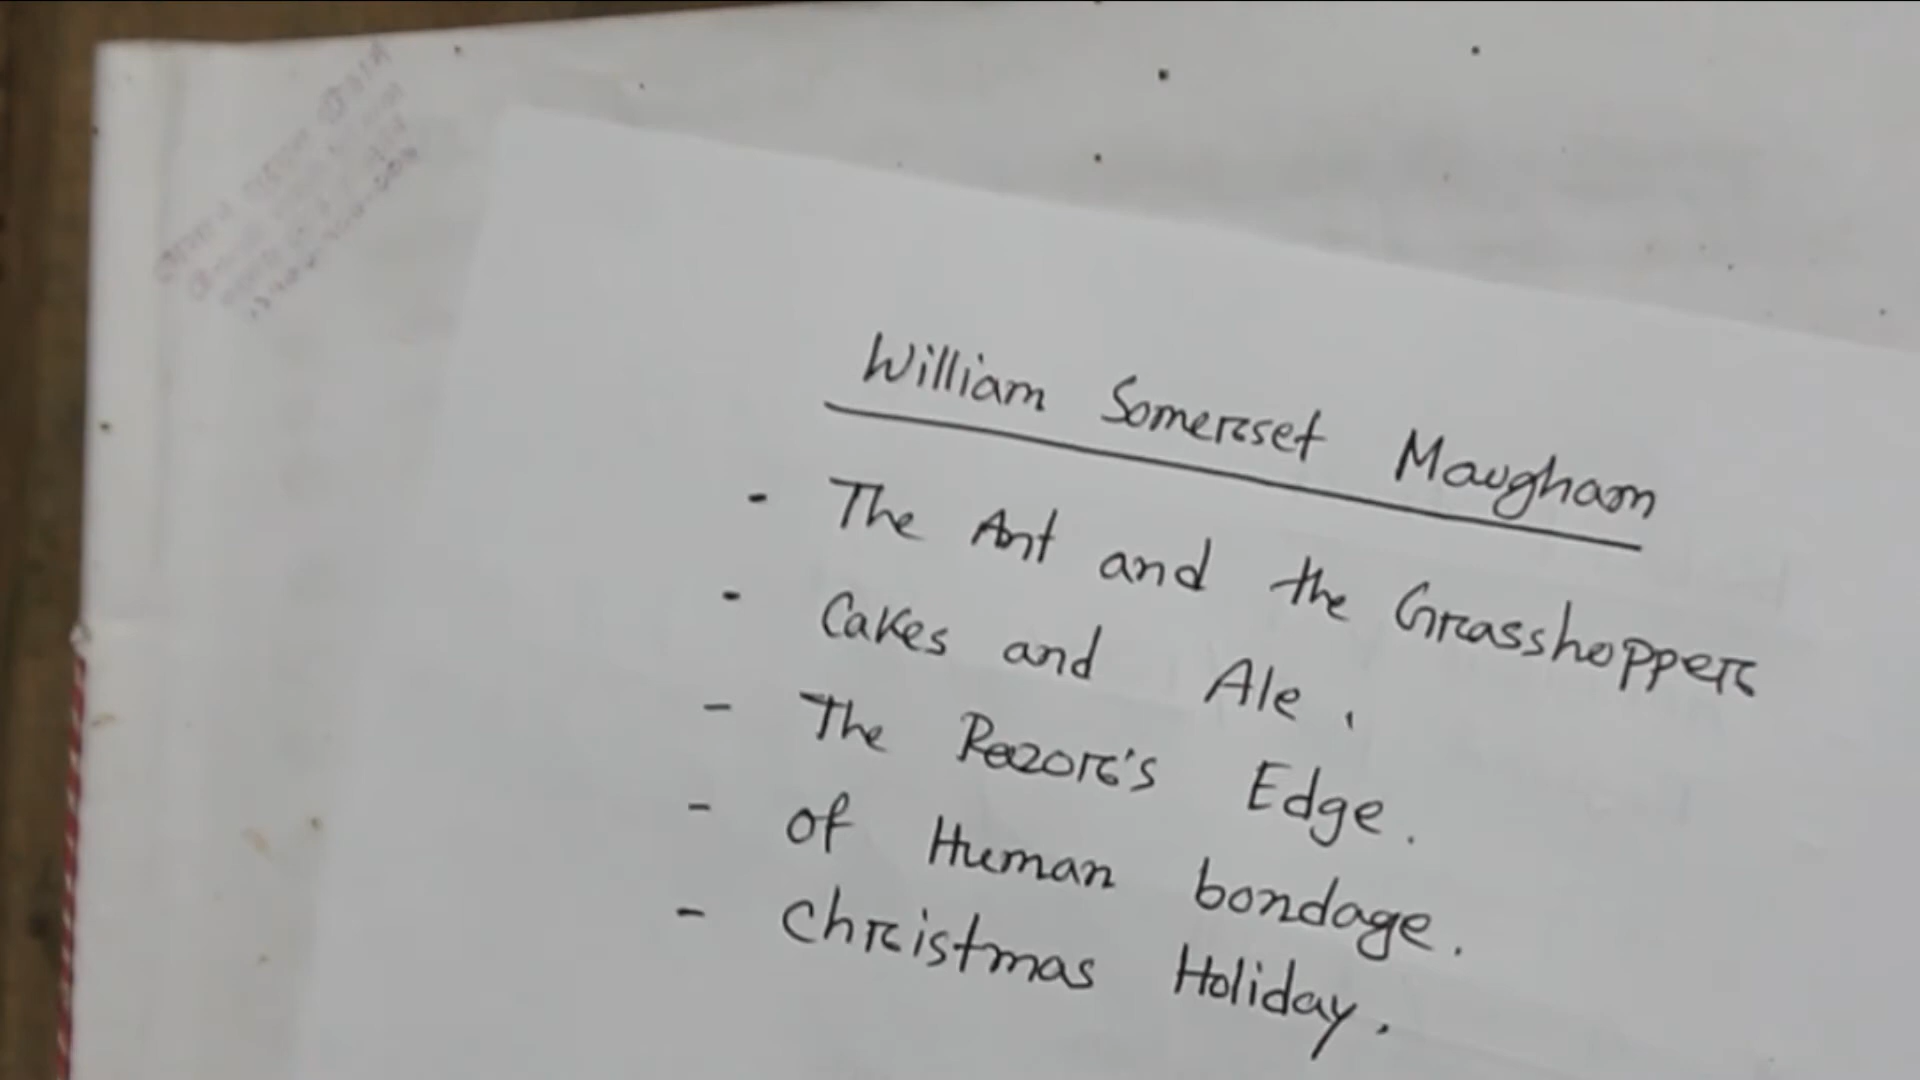 William Somerset Maugham
- The Ant and the Grasshopper
- Cakes and Ale.
- The Razor's Edge.
- of Human bondage.
- Christmas Holiday.